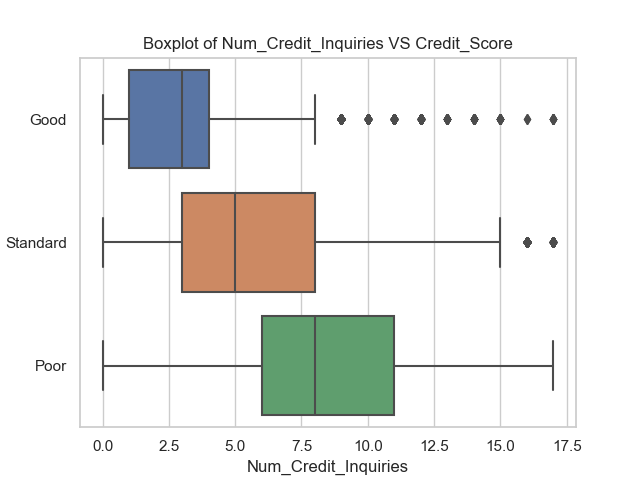 Boxplot of Num_Credit_Inquiries VS Credit_Score
Good
Standard
Poor
0.0 2.5 5.0 7.5 10.0 12.5 15.0 17.5
Num_Credit_Inquiries